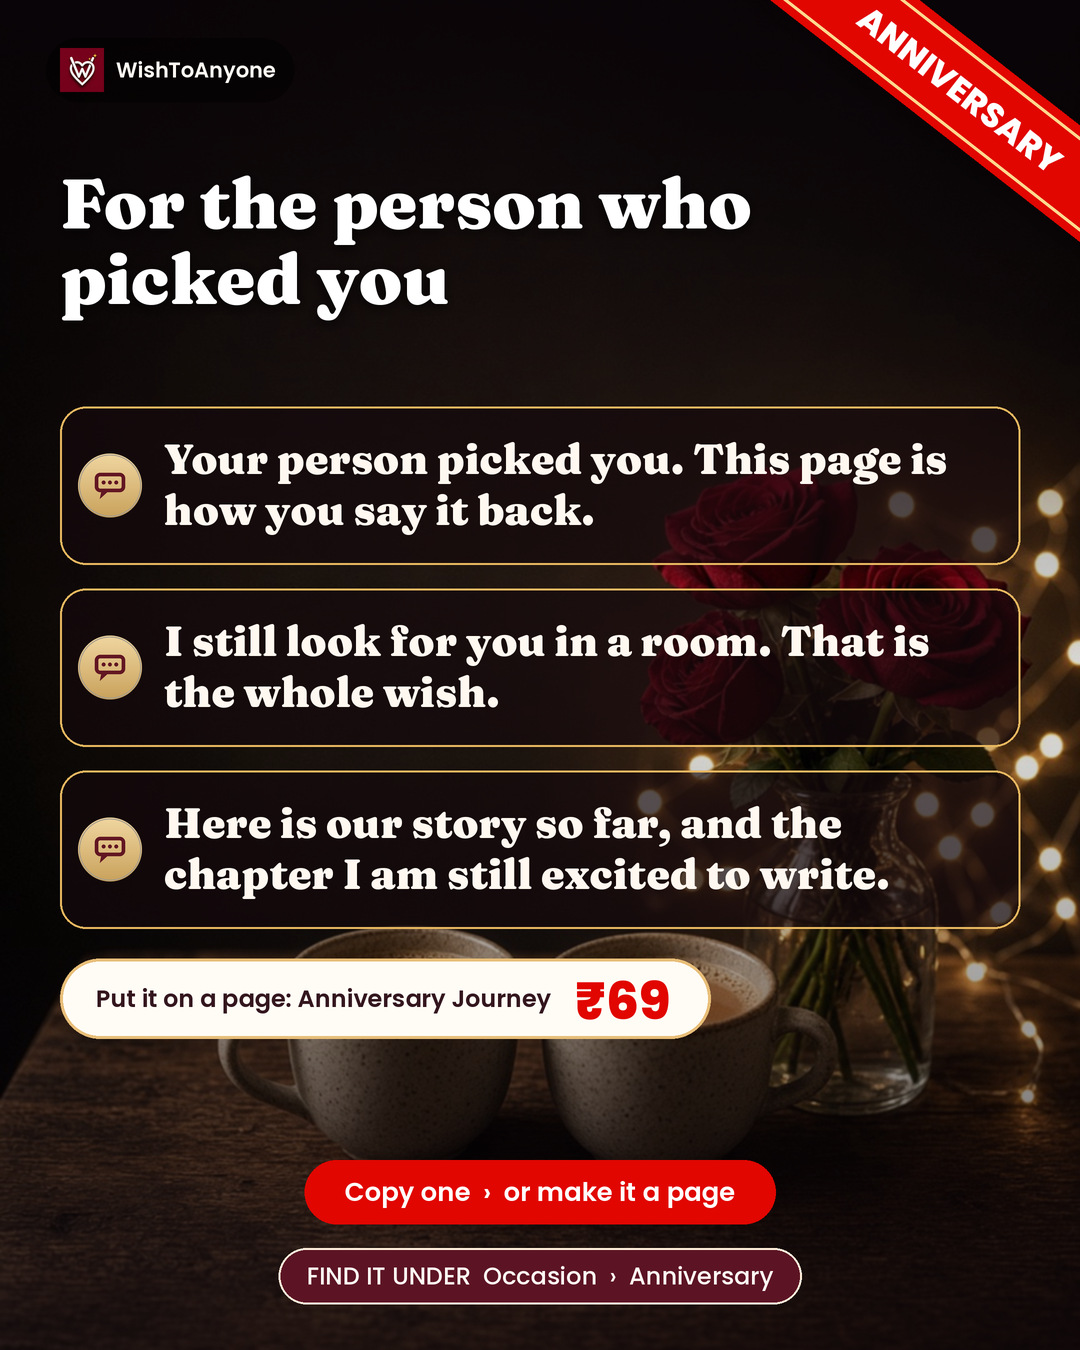 WishToAnyone
ANNIVERSARY
For the person who
picked you
Your person picked you. This page is
how you say it back.
I still look for you in a room. That is
the whole wish.
Here is our story so far, and the
chapter I am still excited to write.
Put it on a page: Anniversary Journey ₹69
Copy one › or make it a page
FIND IT UNDER Occasion › Anniversary